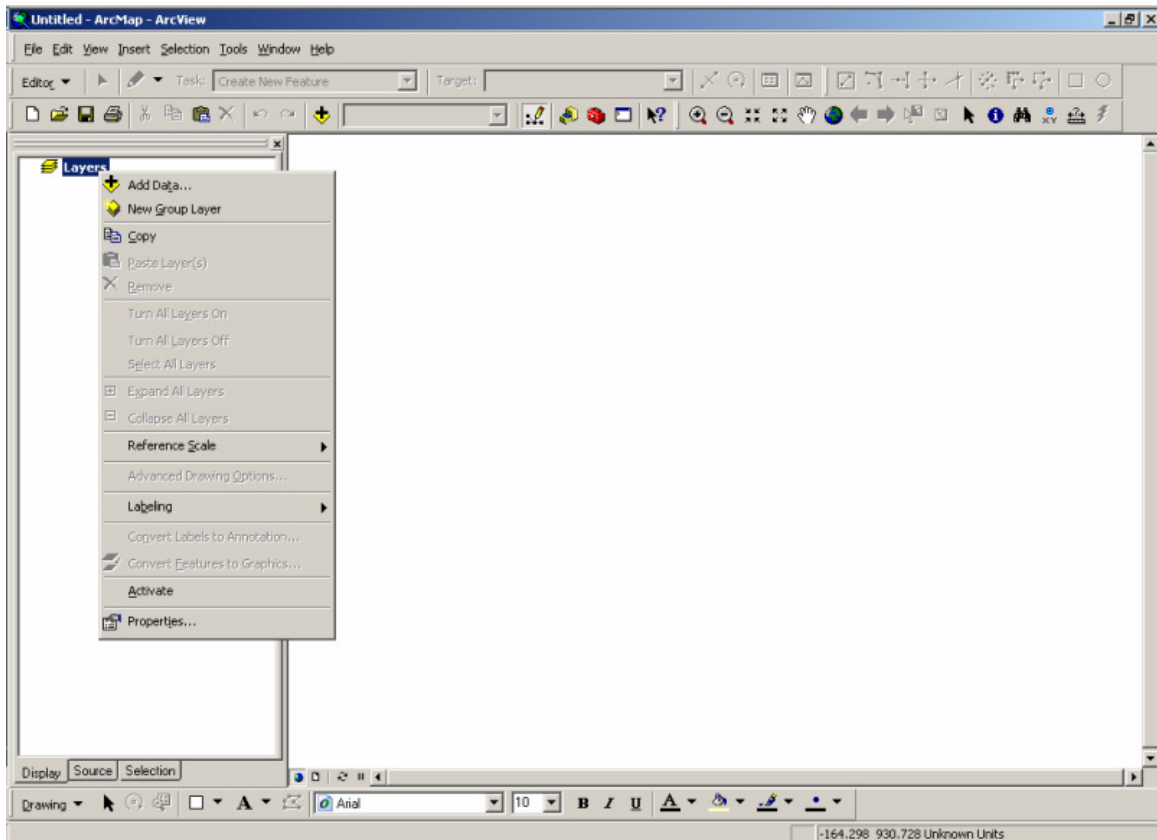 Untitled - ArcMap - ArcView
File Edit View Insert Selection Tools Window Help
Editor Task: Create New Feature Target:
XY
Layers
Add Data...
New Group Layer
Copy
Paste Layer(s)
Remove
Turn All Layers On
Turn All Layers Off
Select All Layers
Expand All Layers
Collapse All Layers
Reference Scale
Advanced Drawing Options...
Labeling
Convert Labels to Annotation...
Convert Features to Graphics...
Activate
Properties...
Display Source Selection
Drawing A Arial 10 B I U A
-164.298 930.728 Unknown Units